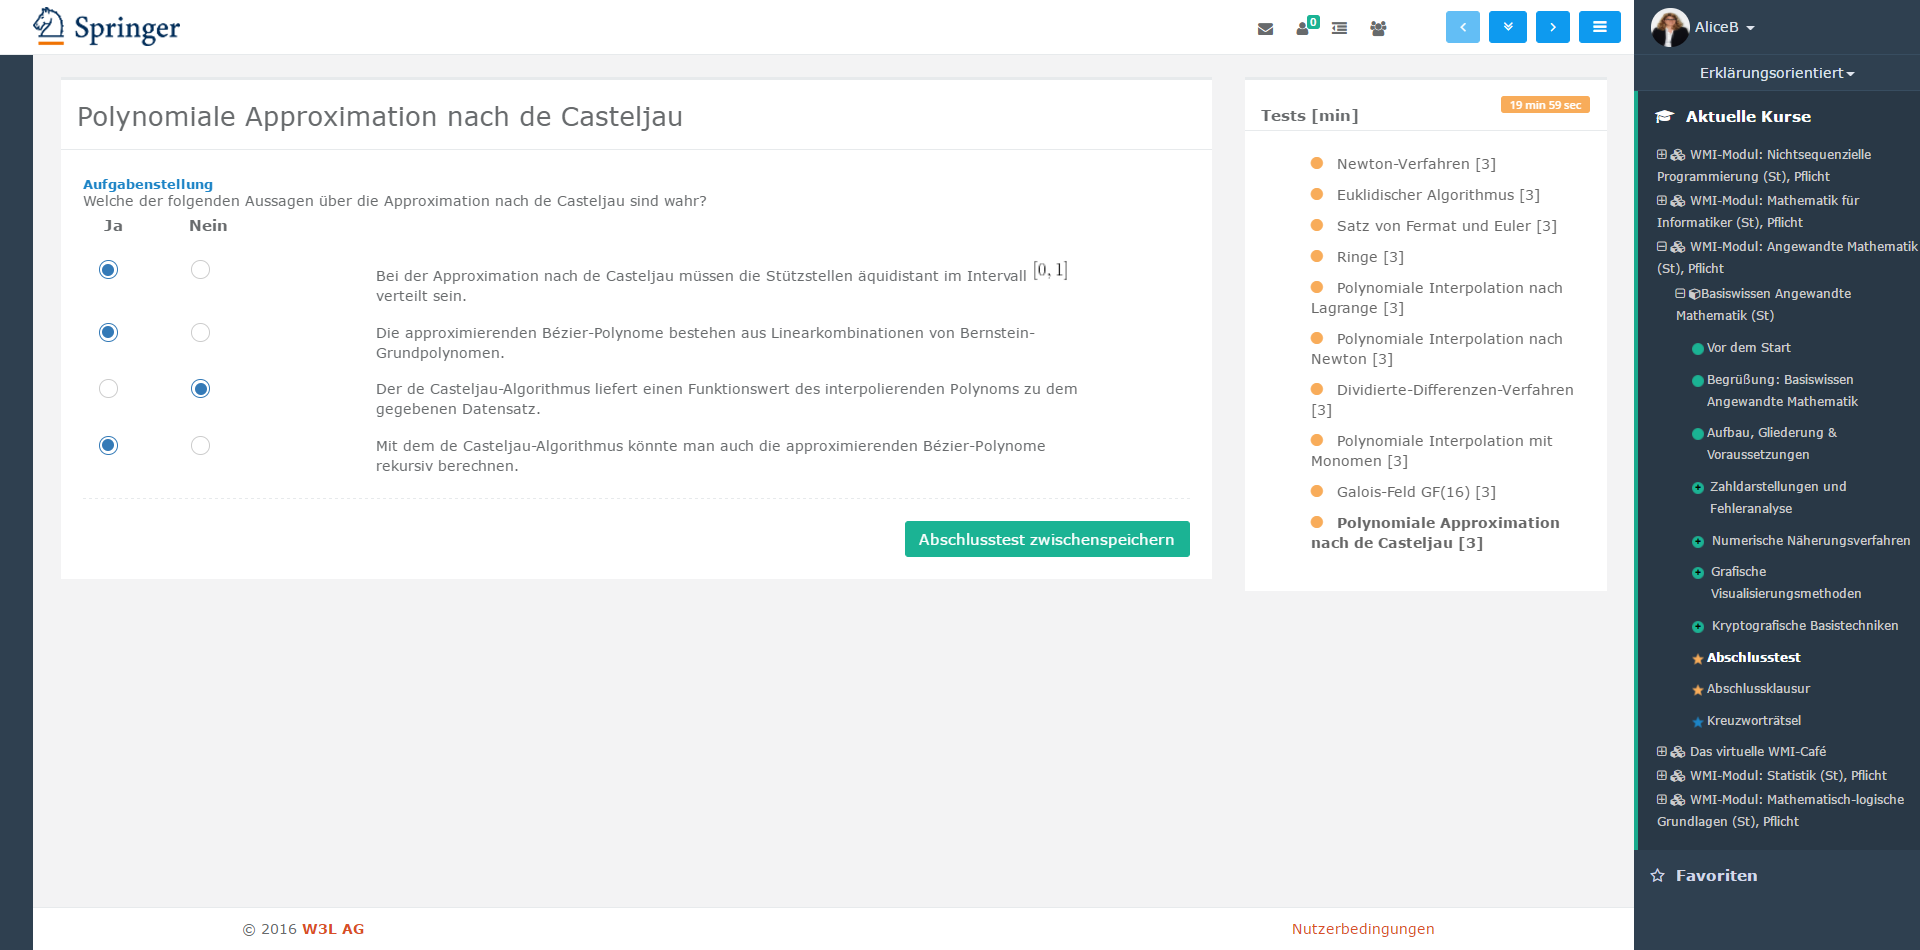 Springer
0
AliceB
Erklärungsorientiert
Polynomiale Approximation nach de Casteljau
Aufgabenstellung
Welche der folgenden Aussagen über die Approximation nach de Casteljau sind wahr?
Ja Nein
Bei der Approximation nach de Casteljau müssen die Stützstellen äquidistant im Intervall [0, 1]
verteilt sein.
Die approximierenden Bézier-Polynome bestehen aus Linearkombinationen von Bernstein-
Grundpolynomen.
Der de Casteljau-Algorithmus liefert einen Funktionswert des interpolierenden Polynoms zu dem
gegebenen Datensatz.
Mit dem de Casteljau-Algorithmus könnte man auch die approximierenden Bézier-Polynome
rekursiv berechnen.
Abschlusstest zwischenspeichern
19 min 59 sec
Tests [min]
Newton-Verfahren [3]
Euklidischer Algorithmus [3]
Satz von Fermat und Euler [3]
Ringe [3]
Polynomiale Interpolation nach
Lagrange [3]
Polynomiale Interpolation nach
Newton [3]
Dividierte-Differenzen-Verfahren
[3]
Polynomiale Interpolation mit
Monomen [3]
Galois-Feld GF(16) [3]
Polynomiale Approximation
nach de Casteljau [3]
Aktuelle Kurse
WMI-Modul: Nichtsequenzielle
Programmierung (St), Pflicht
WMI-Modul: Mathematik für
Informatiker (St), Pflicht
WMI-Modul: Angewandte Mathematik
(St), Pflicht
Basiswissen Angewandte
Mathematik (St)
Vor dem Start
Begrüßung: Basiswissen
Angewandte Mathematik
Aufbau, Gliederung &
Voraussetzungen
Zahldarstellungen und
Fehleranalyse
Numerische Näherungsverfahren
Grafische
Visualisierungsmethoden
Kryptografische Basistechniken
Abschlusstest
Abschlussklausur
Kreuzworträtsel
Das virtuelle WMI-Café
WMI-Modul: Statistik (St), Pflicht
WMI-Modul: Mathematisch-logische
Grundlagen (St), Pflicht
Favoriten
© 2016 W3L AG
Nutzerbedingungen